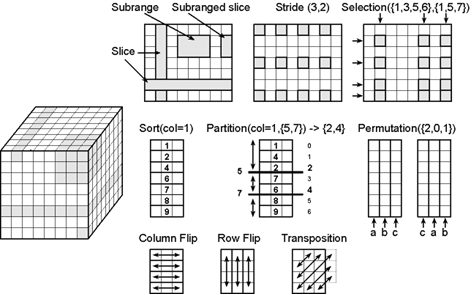 Subrange Subranged slice Stride (3,2) Selection({1,3,5,6},{1,5,7})
Slice
Sort(col=1) Partition(col=1,{5,7}) -> {2,4} Permutation({2,0,1})
1 1 0
2 4 1
4 2 2
5
6 7 3
7 6 4
7
8 8 5
9 9 6
a b c c a b
Column Flip Row Flip Transposition